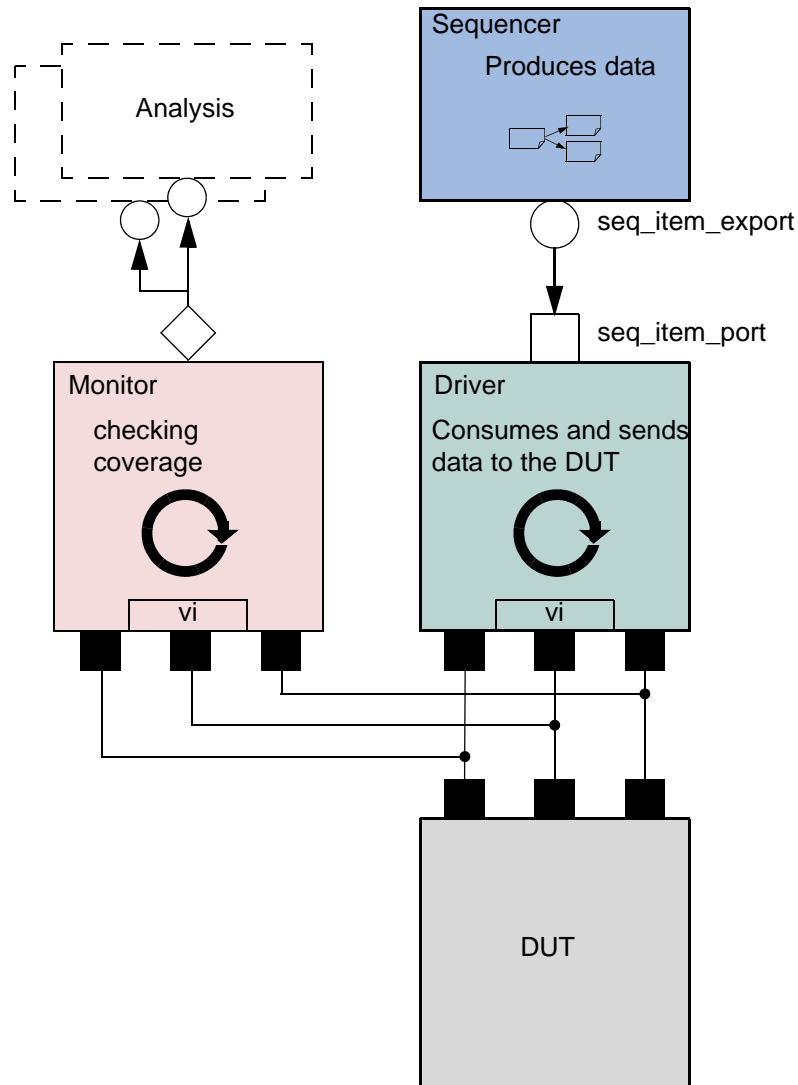 Analysis
Sequencer
Produces data
seq_item_export
seq_item_port
Monitor
checking
coverage
vi
Driver
Consumes and sends
data to the DUT
vi
DUT